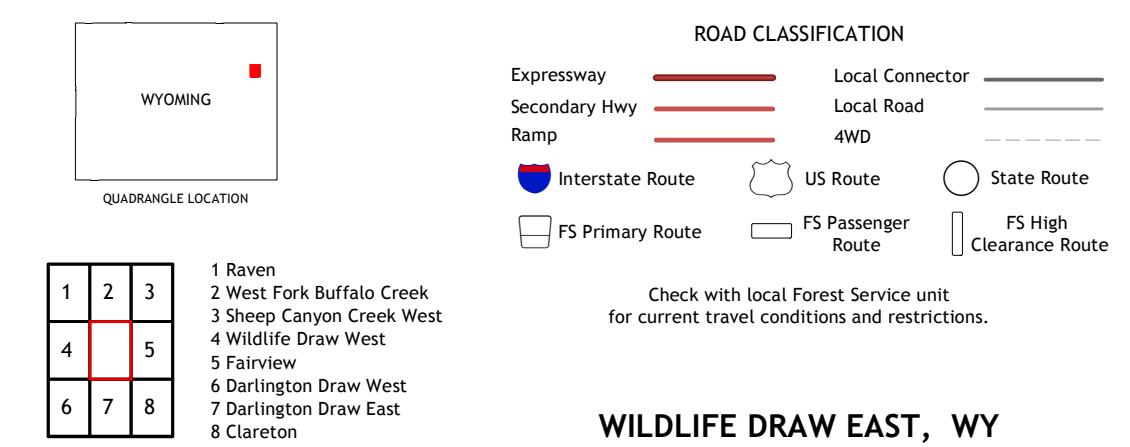 WYOMING
QUADRANGLE LOCATION
ROAD CLASSIFICATION
Expressway
Secondary Hwy
Ramp
Local Connector
Local Road
4WD
Interstate Route
US Route
State Route
FS Primary Route
FS Passenger
Route
FS High
Clearance Route
Check with local Forest Service unit
for current travel conditions and restrictions.
1 2 3
4 5
6 7 8
1 Raven
2 West Fork Buffalo Creek
3 Sheep Canyon Creek West
4 Wildlife Draw West
5 Fairview
6 Darlington Draw West
7 Darlington Draw East
8 Clareton
WILDLIFE DRAW EAST, WY